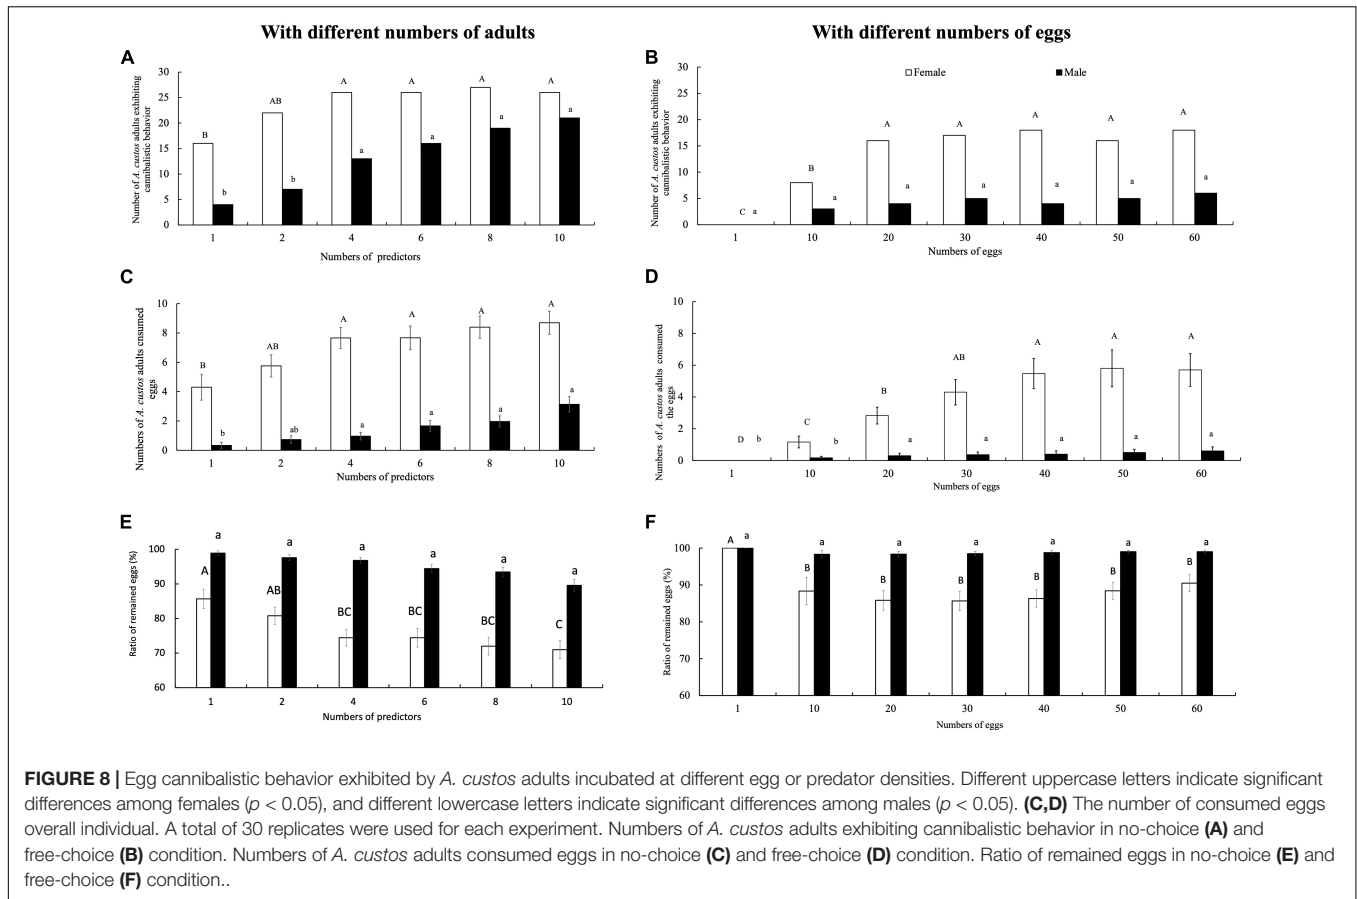 With different numbers of adults
With different numbers of eggs
A
Number of A. custos adults exhibiting
cannibalistic behavior
30
25
20
15
10
5
0
B
AB
A
A
A
A
b
b
a
a
a
a
1
2
4
6
8
10
Numbers of predictors
B
Number of A. custos adults exhibiting
cannibalistic behavior
30
25
20
15
10
5
0
Female
Male
C
a
B
a
A
a
A
a
A
a
A
a
A
a
1
10
20
30
40
50
60
Numbers of eggs
C
Numbers of A. custos adults cnsumed
eggs
10
8
6
4
2
0
B
b
AB
ab
A
a
A
a
A
a
A
a
1
2
4
6
8
10
Numbers of predictors
D
Numbers of A. custos adults consumed
the eggs
10
8
6
4
2
0
D
b
C
b
B
a
AB
a
A
a
A
a
A
a
1
10
20
30
40
50
60
Numbers of eggs
E
Ratio of remained eggs (%)
100
90
80
70
60
A
a
AB
a
BC
a
BC
a
BC
a
C
a
1
2
4
6
8
10
Numbers of predictors
F
Ratio of remained eggs (%)
100
90
80
70
60
A
a
B
a
B
a
B
a
B
a
B
a
B
a
1
10
20
30
40
50
60
Numbers of eggs
FIGURE 8 | Egg cannibalistic behavior exhibited by A. custos adults incubated at different egg or predator densities. Different uppercase letters indicate significant
differences among females (p < 0.05), and different lowercase letters indicate significant differences among males (p < 0.05). (C,D) The number of consumed eggs
overall individual. A total of 30 replicates were used for each experiment. Numbers of A. custos adults exhibiting cannibalistic behavior in no-choice (A) and
free-choice (B) condition. Numbers of A. custos adults consumed eggs in no-choice (C) and free-choice (D) condition. Ratio of remained eggs in no-choice (E) and
free-choice (F) condition..